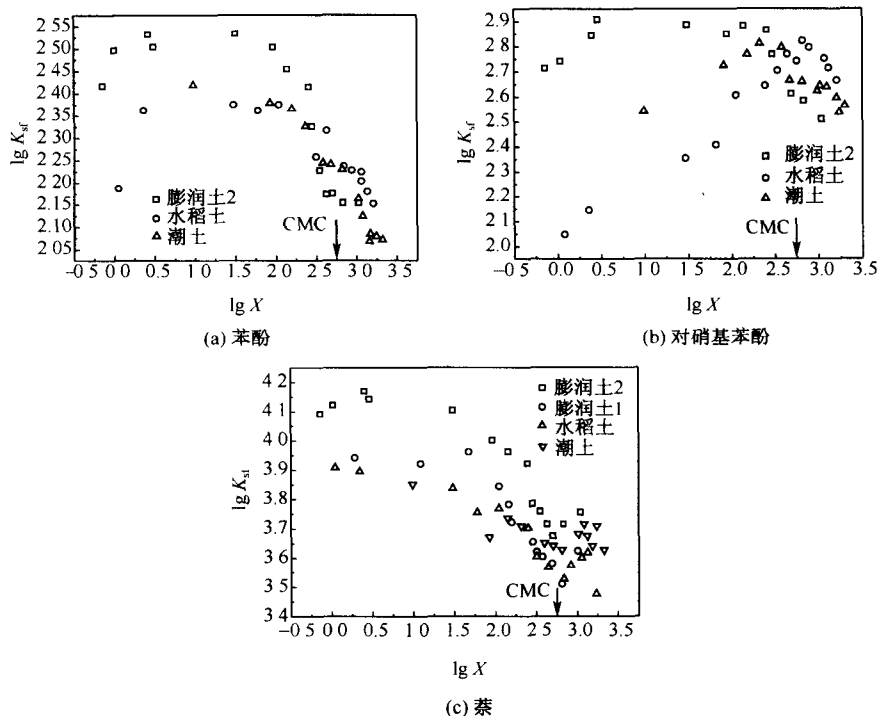 2 55
2 50
2.45
2.40
2.35
2.30
2.25
2.20
2.15
2 10
2 05
lg K_sf
膨润土2
水稻士
潮土
CMC
−0 5 0 0 0.5 1.0 1 5 2.0 2.5 3.0 3.5
lg X
(a) 苯酚
2.9
2.8
2.7
2.6
2.5
2.4
2.3
2.2
2.1
2.0
lg K_sf
膨润土2
水稻土
潮土
CMC
−0.5 0.0 0.5 1.0 1.5 2.0 2.5 3.0 3.5
lg X
(b) 对硝基苯酚
4 2
4 1
4 0
3.9
3.8
3.7
3 6
3 5
3 4
lg K_sf
膨润土2
膨润土1
水稻土
潮上
CMC
−0 5 0 0 0.5 1.0 1.5 2.0 2.5 3.0 3.5
lg X
(c) 萘